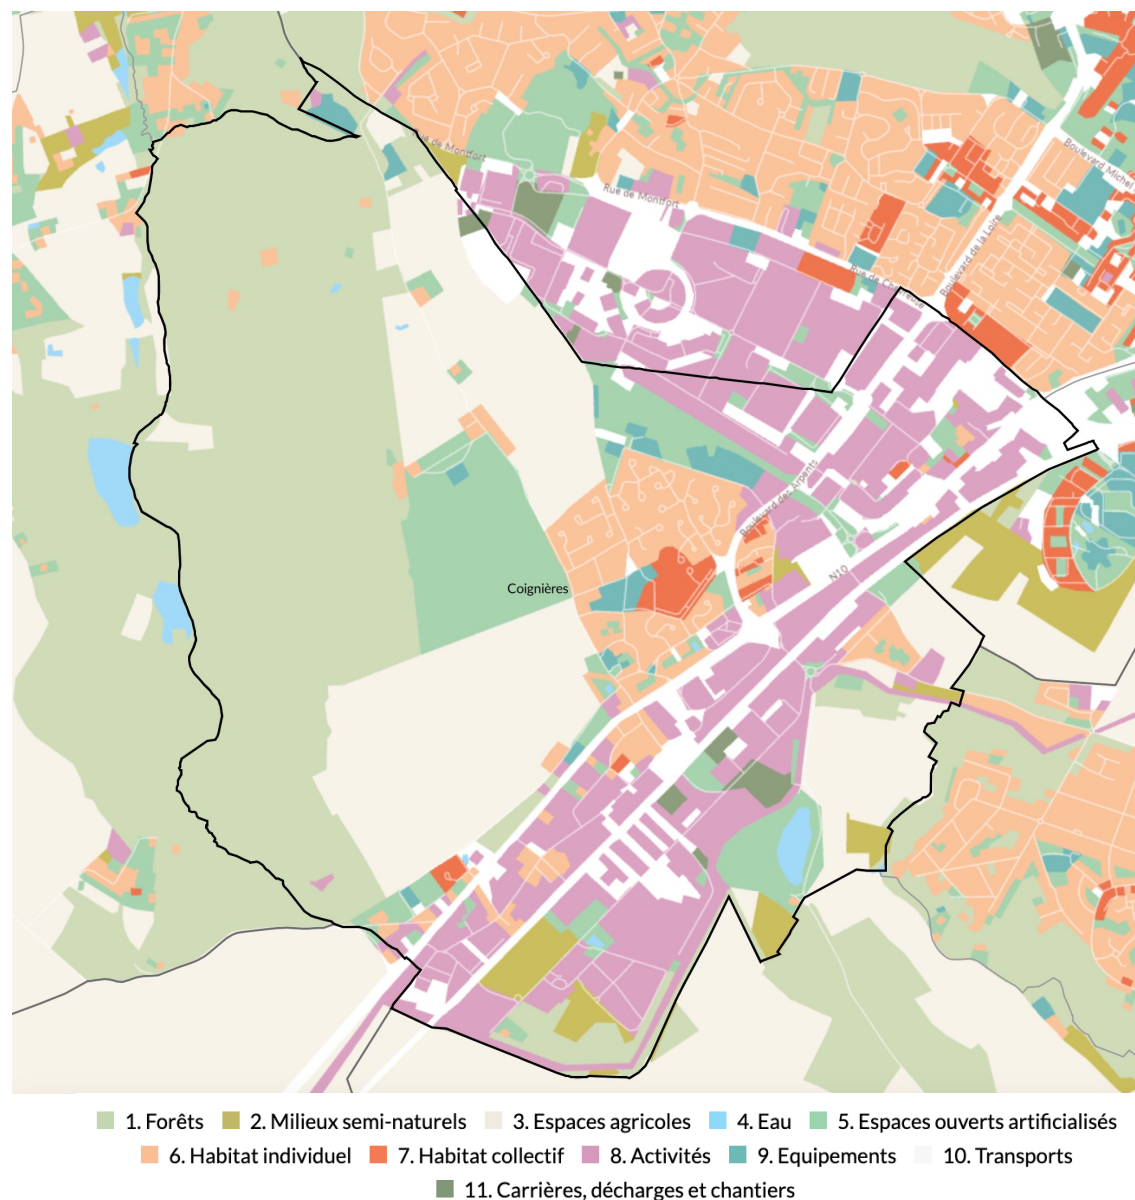 Rue de Montfort
Rue de Montfort
Boulevard Michel
Boulevard de la Loire
Rue de Chevreuse
Boulevard des Arpents
N10
Coignières
1. Forêts 2. Milieux semi-naturels 3. Espaces agricoles 4. Eau 5. Espaces ouverts artificialisés
6. Habitat individuel 7. Habitat collectif 8. Activités 9. Equipements 10. Transports
11. Carrières, décharges et chantiers